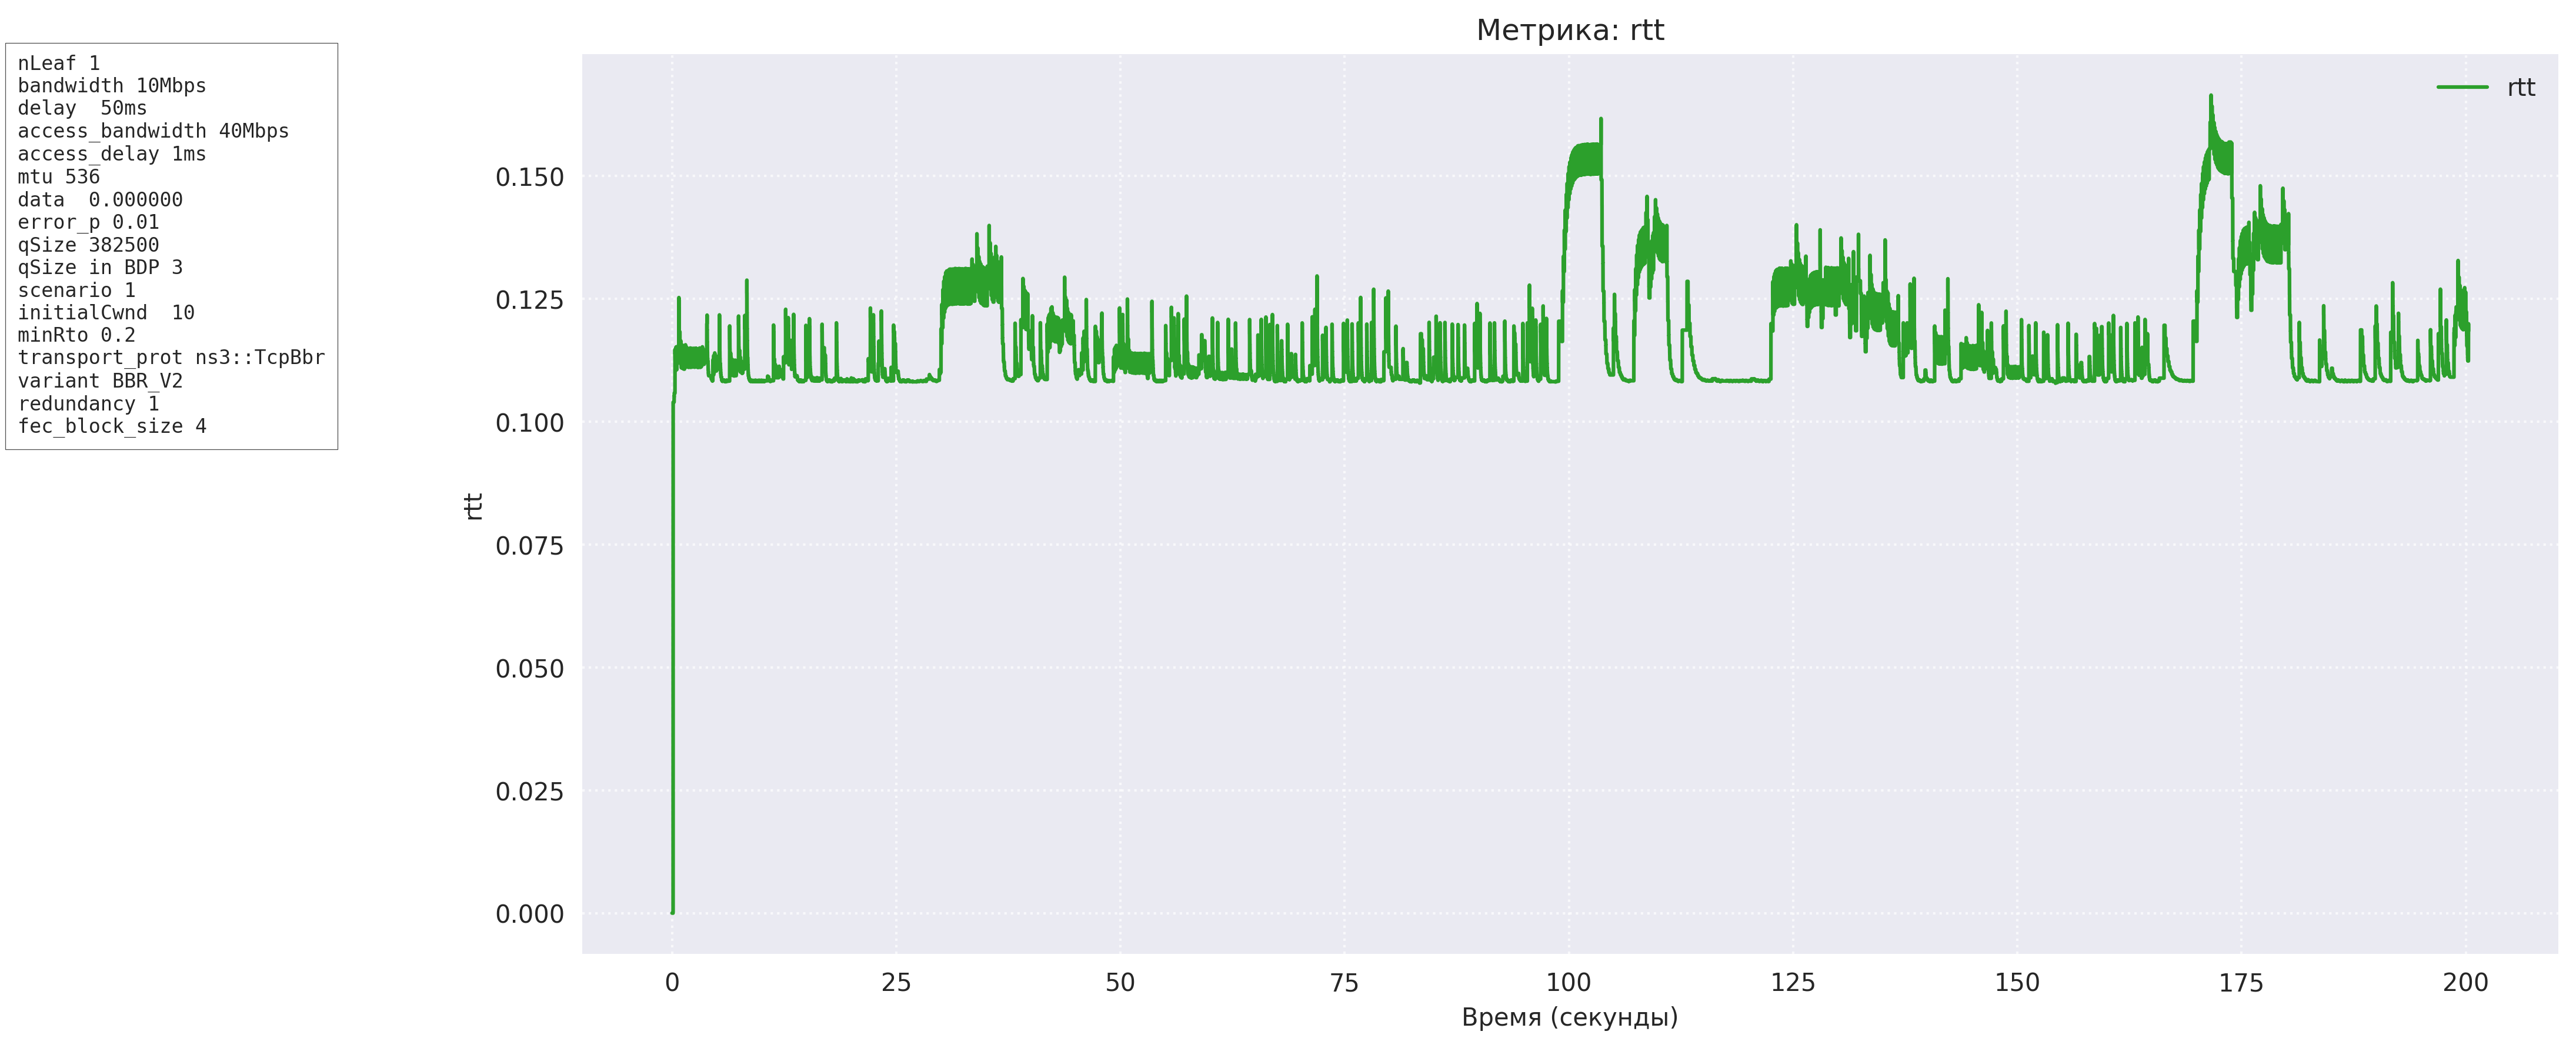 Метрика: rtt
nLeaf 1
bandwidth 10Mbps
delay  50ms
access_bandwidth 40Mbps
access_delay 1ms
mtu 536
data  0.000000
error_p 0.01
qSize 382500
qSize in BDP 3
scenario 1
initialCwnd  10
minRto 0.2
transport_prot ns3::TcpBbr
variant BBR_V2
redundancy 1
fec_block_size 4
rtt
rtt
0.150
0.125
0.100
0.075
0.050
0.025
0.000
0 25 50 75 100 125 150 175 200
Время (секунды)